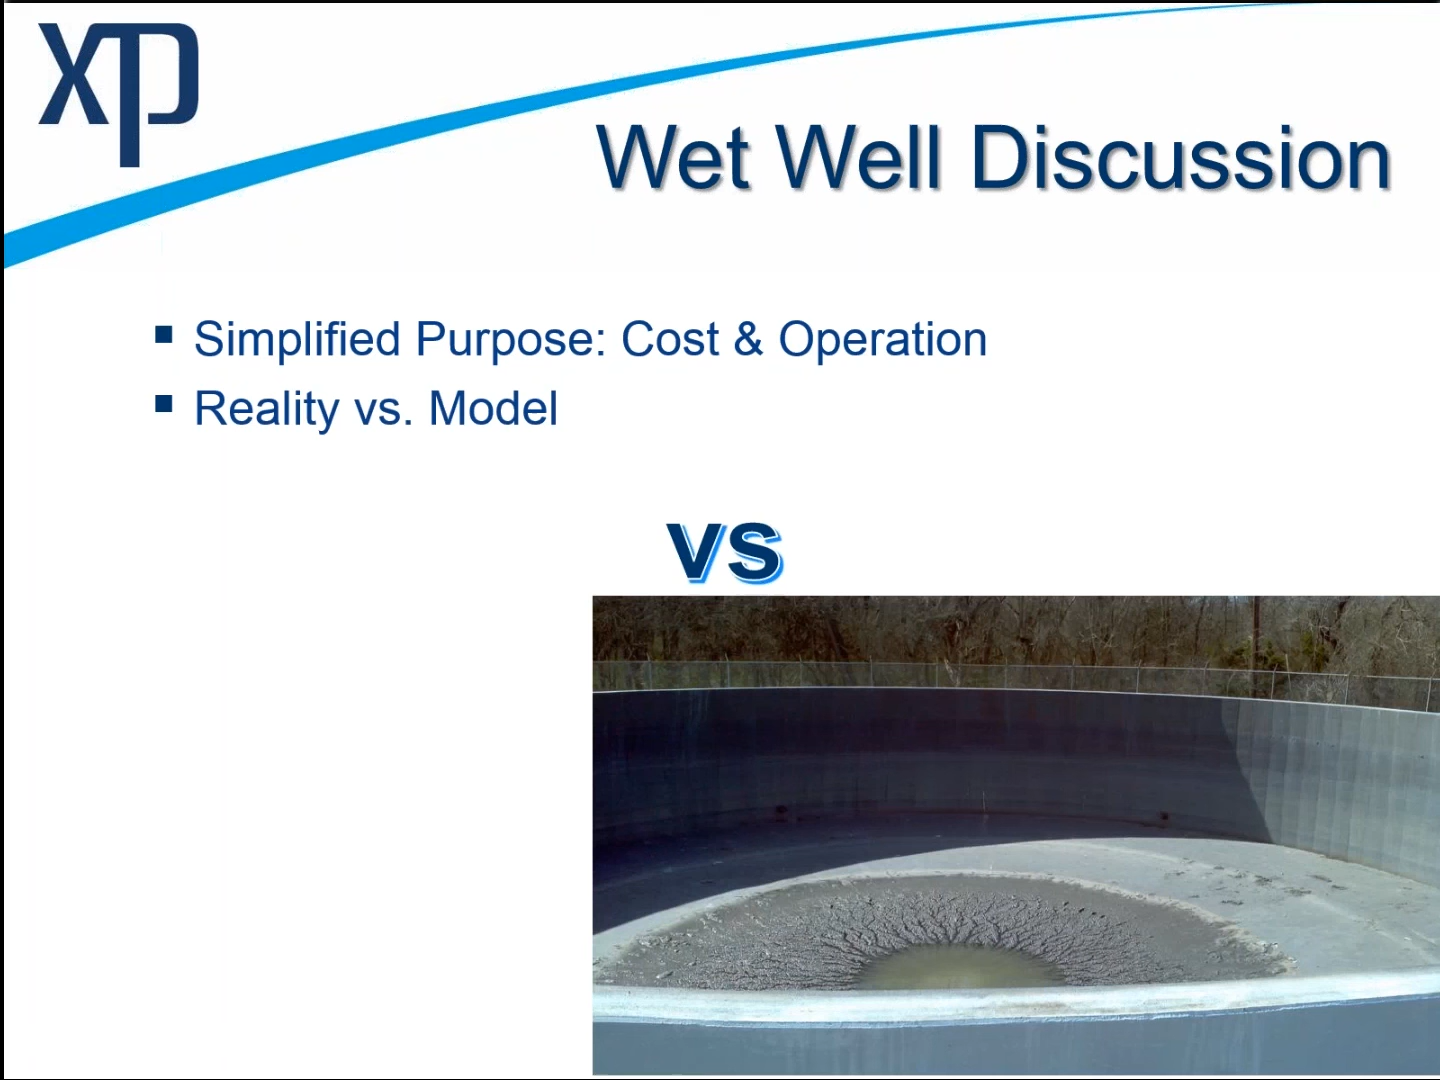 xp
Wet Well Discussion
Simplified Purpose: Cost & Operation
Reality vs. Model
vs